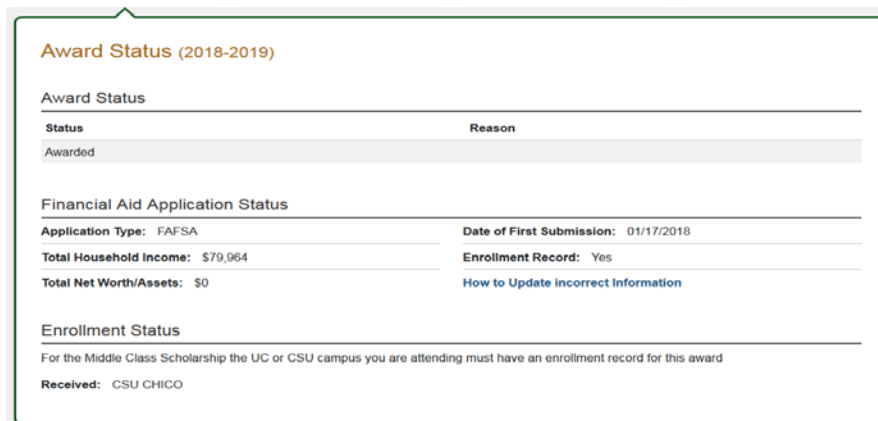 Award Status (2018-2019)
Award Status
Status Reason
Awarded
Financial Aid Application Status
Application Type: FAFSA Date of First Submission: 01/17/2018
Total Household Income: $79,964 Enrollment Record: Yes
Total Net Worth/Assets: $0 How to Update incorrect Information
Enrollment Status
For the Middle Class Scholarship the UC or CSU campus you are attending must have an enrollment record for this award
Received: CSU CHICO